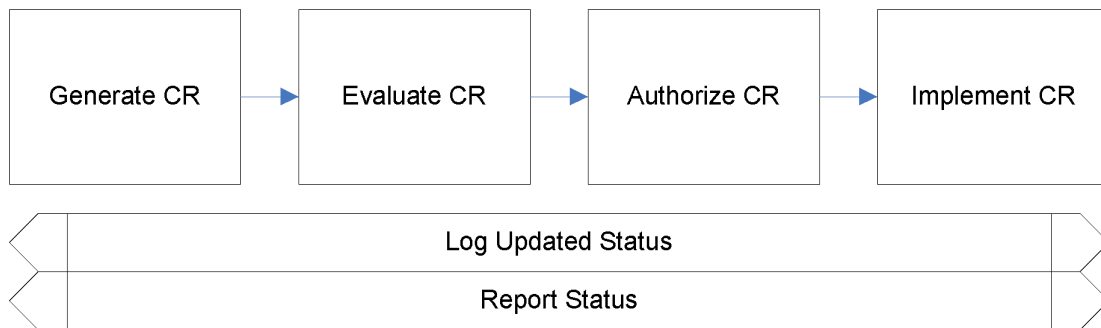 Generate CR
Evaluate CR
Authorize CR
Implement CR
Log Updated Status
Report Status